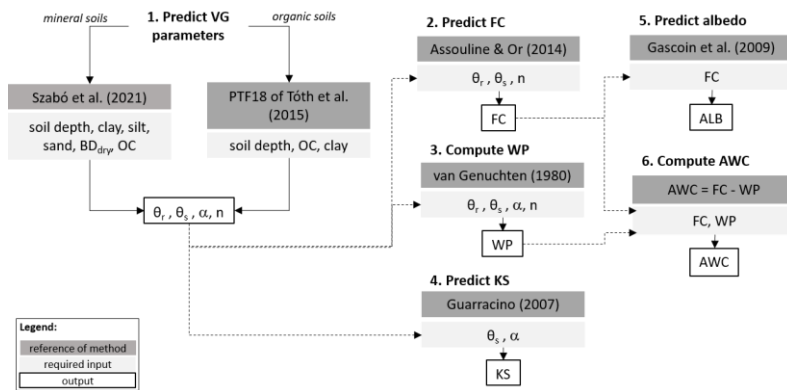 mineral soils
1. Predict VG
parameters
organic soils
Szabó et al. (2021)
soil depth, clay, silt,
sand, BDdry, OC
PTF18 of Tóth et al.
(2015)
soil depth, OC, clay
θr, θs, α, n
2. Predict FC
Assouline & Or (2014)
θr, θs, n
FC
3. Compute WP
van Genuchten (1980)
θr, θs, α, n
WP
4. Predict KS
Guarracino (2007)
θs, α
KS
5. Predict albedo
Gascoin et al. (2009)
FC
ALB
6. Compute AWC
AWC = FC - WP
FC, WP
AWC
Legend:
reference of method
required input
output